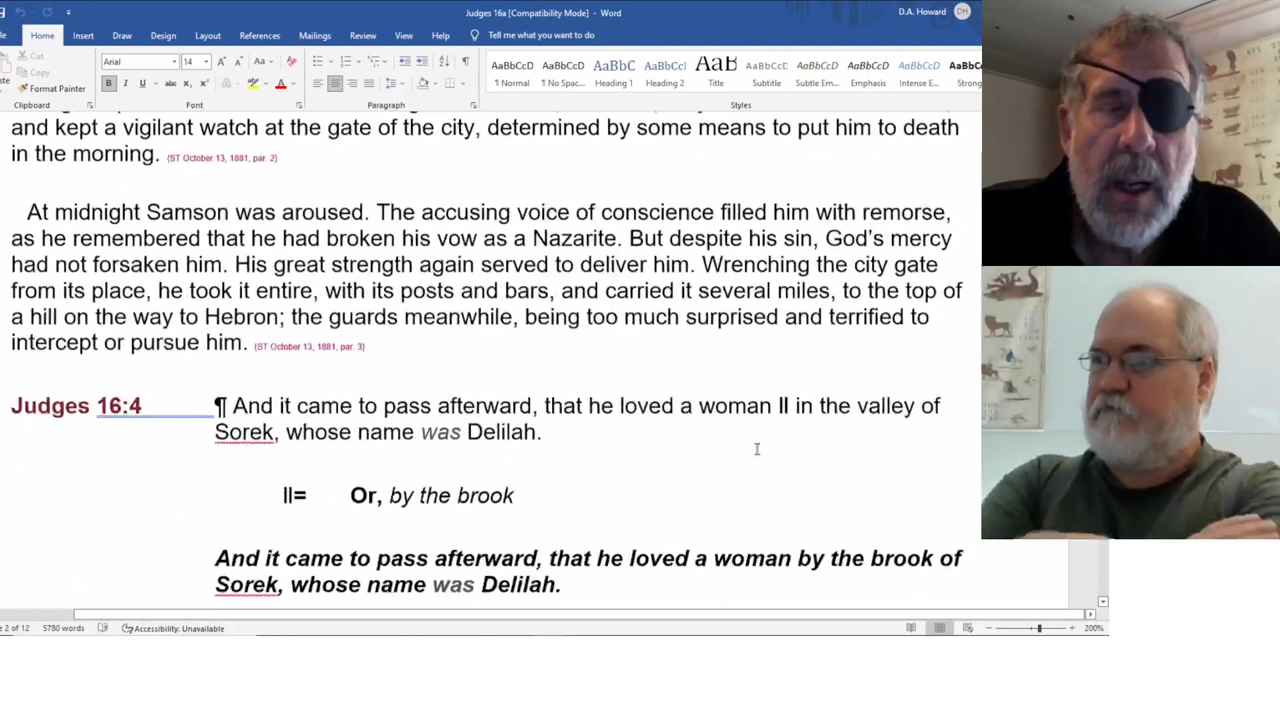 Judges 16a [Compatibility Mode] - Word
D.A. Howard DH
Home Insert Draw Design Layout References Mailings Review View Help Tell me what you want to do
Cut
Copy
Format Painter
Clipboard
Arial 14
Font
Paragraph
AaBbCcD AaBbCcD AaBbC AaBbCcl AaB AaBbCcD AaBbCcD AaBbCcD AaBbCcD
¶ Normal ¶ No Spac... Heading 1 Heading 2 Title Subtitle Subtle Em... Emphasis Intense E... Strong
Styles
and kept a vigilant watch at the gate of the city, determined by some means to put him to death
in the morning. {ST October 13, 1881, par. 2}
At midnight Samson was aroused. The accusing voice of conscience filled him with remorse,
as he remembered that he had broken his vow as a Nazarite. But despite his sin, God's mercy
had not forsaken him. His great strength again served to deliver him. Wrenching the city gate
from its place, he took it entire, with its posts and bars, and carried it several miles, to the top of
a hill on the way to Hebron; the guards meanwhile, being too much surprised and terrified to
intercept or pursue him. {ST October 13, 1881, par. 3}
Judges 16:4 ¶ And it came to pass afterward, that he loved a woman ll in the valley of
Sorek, whose name was Delilah.
ll= Or, by the brook
And it came to pass afterward, that he loved a woman by the brook of
Sorek, whose name was Delilah.
2 of 12 5780 words Accessibility: Unavailable 200%